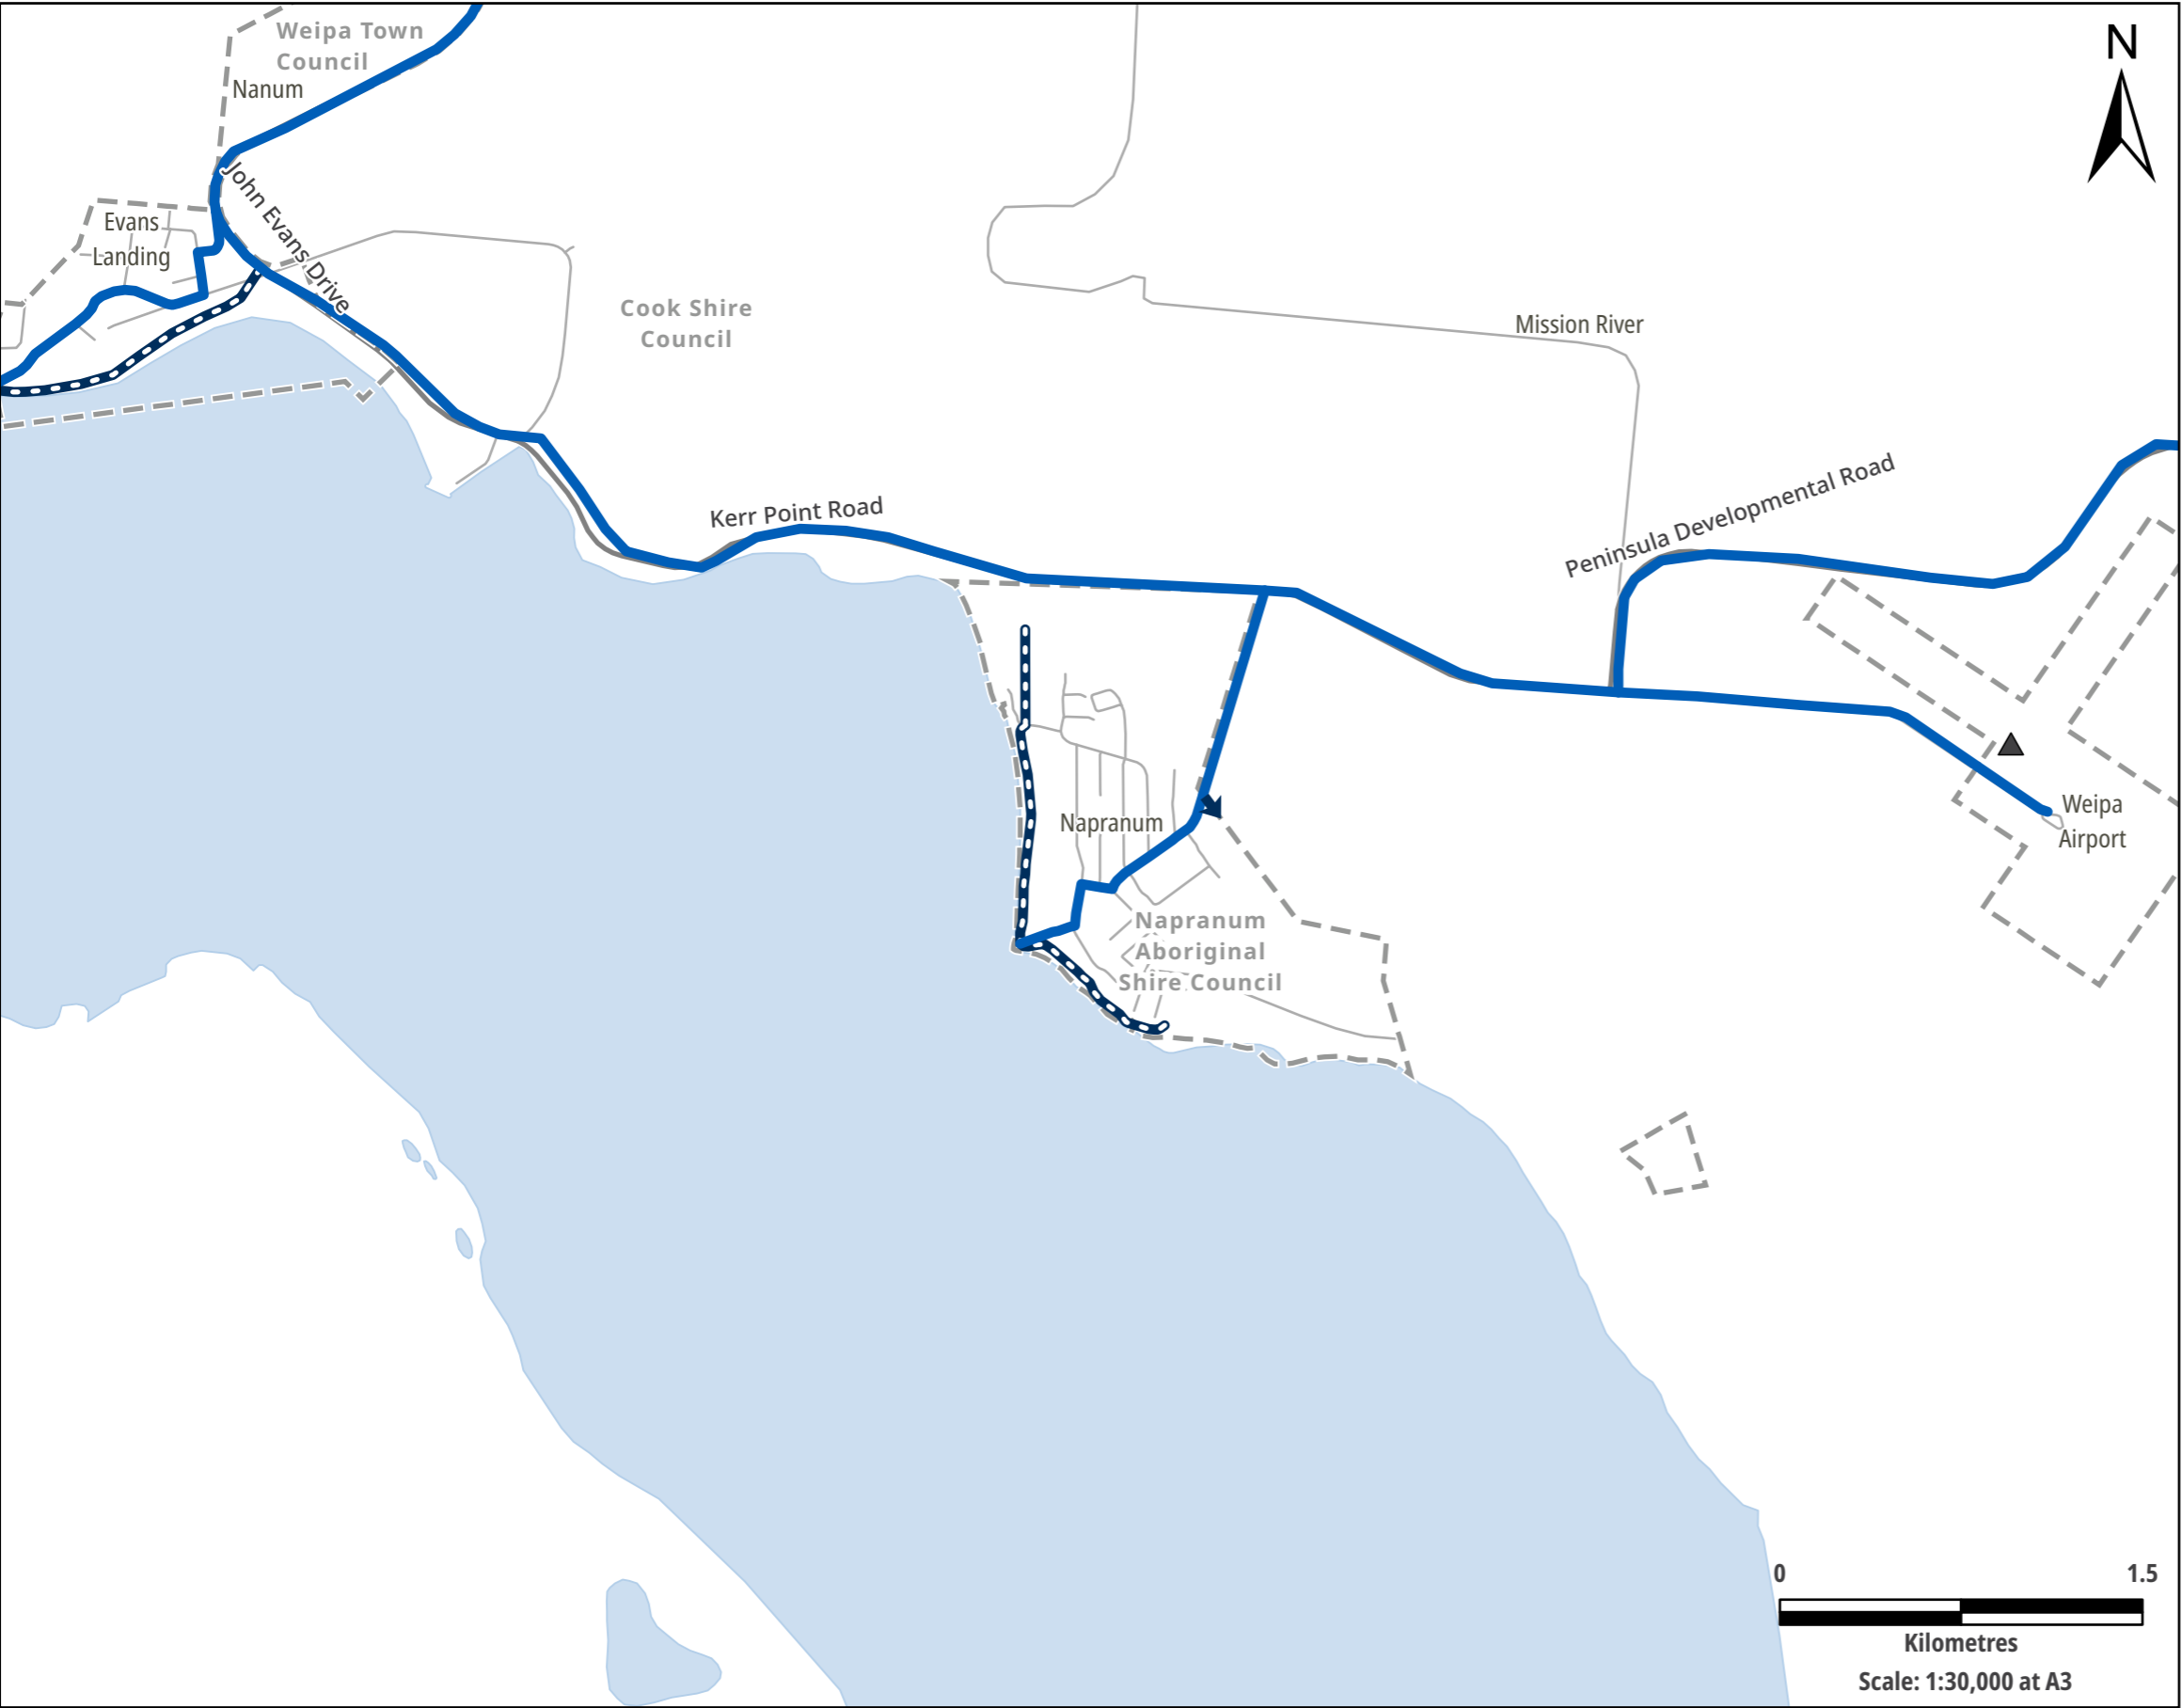 Weipa Town
Council
Nanum
N
John Evans Drive
Evans
Landing
Cook Shire
Council
Mission River
Peninsula Developmental Road
Kerr Point Road
Weipa
Airport
Napranum
Napranum
Aboriginal
Shire Council
0 1.5
Kilometres
Scale: 1:30,000 at A3